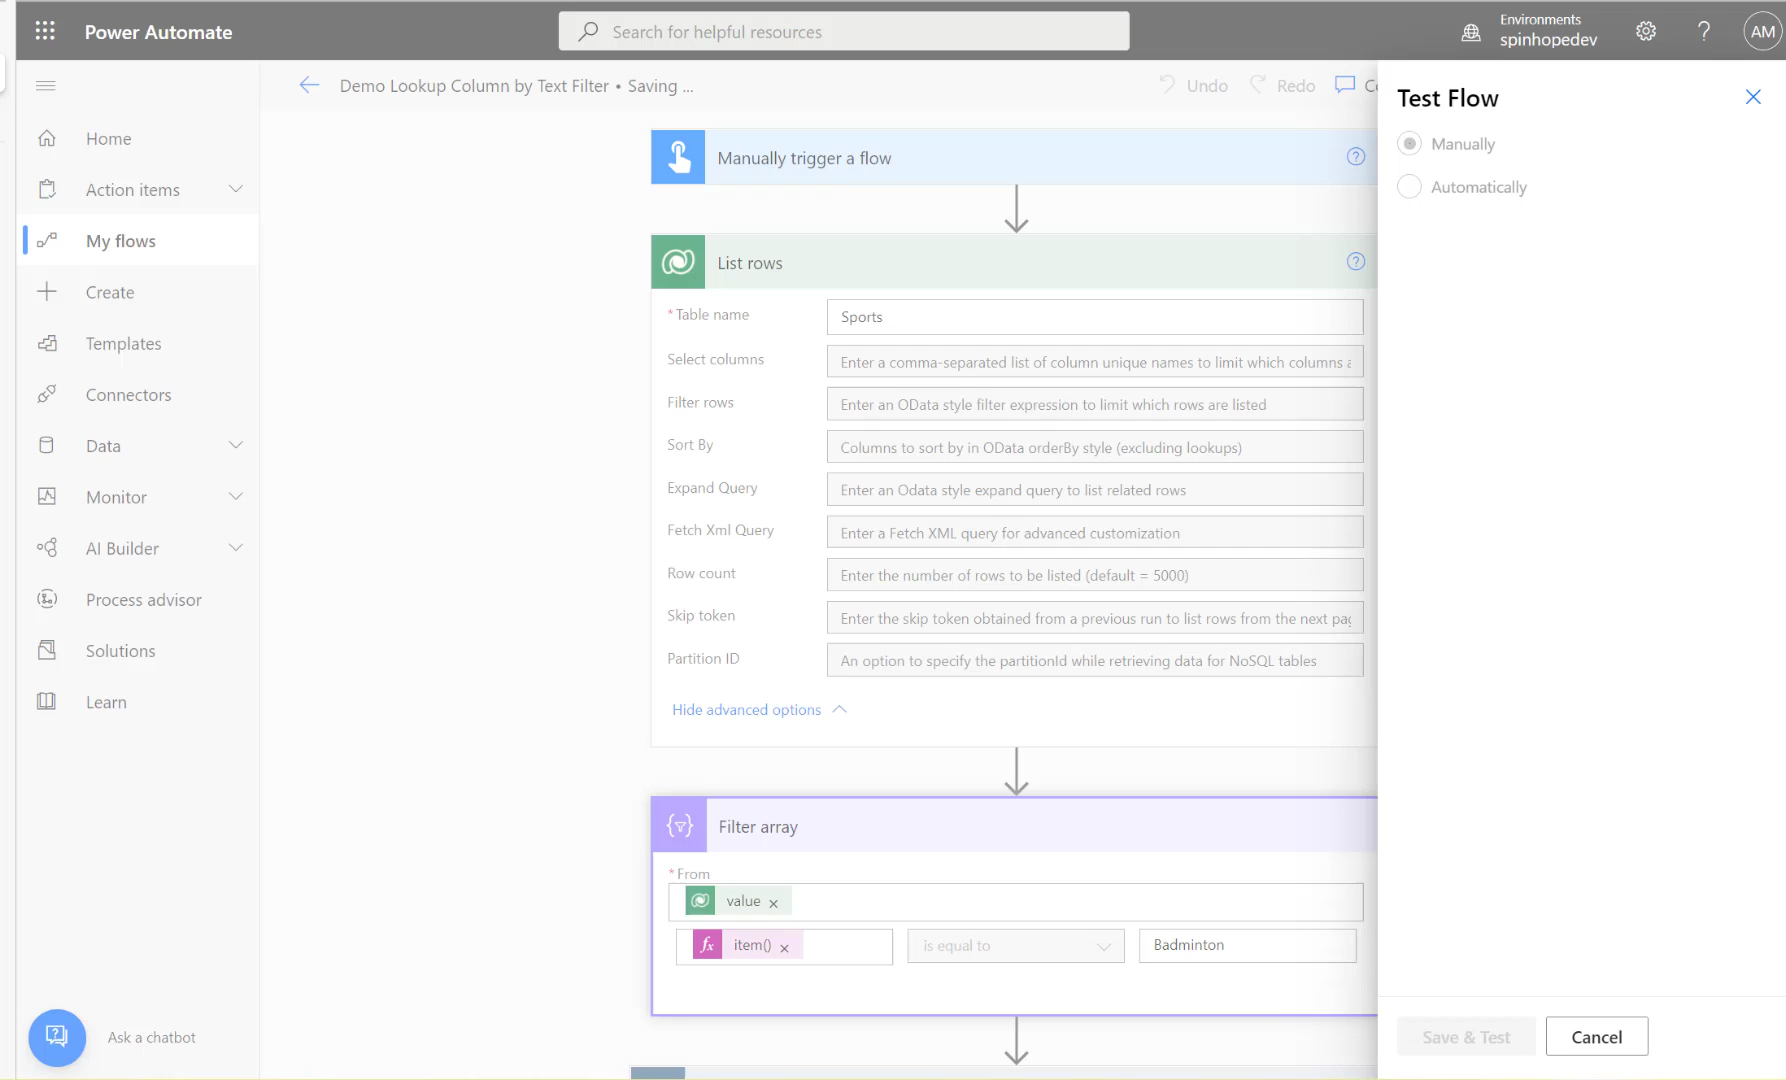 Power Automate
Search for helpful resources
Environments
spinhopedev
?
AM
Demo Lookup Column by Text Filter • Saving ...
Undo
Redo
Home
Action items
My flows
Create
Templates
Connectors
Data
Monitor
AI Builder
Process advisor
Solutions
Learn
Ask a chatbot
Manually trigger a flow
?
List rows
?
* Table name
Sports
Select columns
Enter a comma-separated list of column unique names to limit which columns a
Filter rows
Enter an OData style filter expression to limit which rows are listed
Sort By
Columns to sort by in OData orderBy style (excluding lookups)
Expand Query
Enter an Odata style expand query to list related rows
Fetch Xml Query
Enter a Fetch XML query for advanced customization
Row count
Enter the number of rows to be listed (default = 5000)
Skip token
Enter the skip token obtained from a previous run to list rows from the next pag
Partition ID
An option to specify the partitionId while retrieving data for NoSQL tables
Hide advanced options
Filter array
* From
value ×
fx item() ×
is equal to
Badminton
Test Flow
Manually
Automatically
Save & Test
Cancel